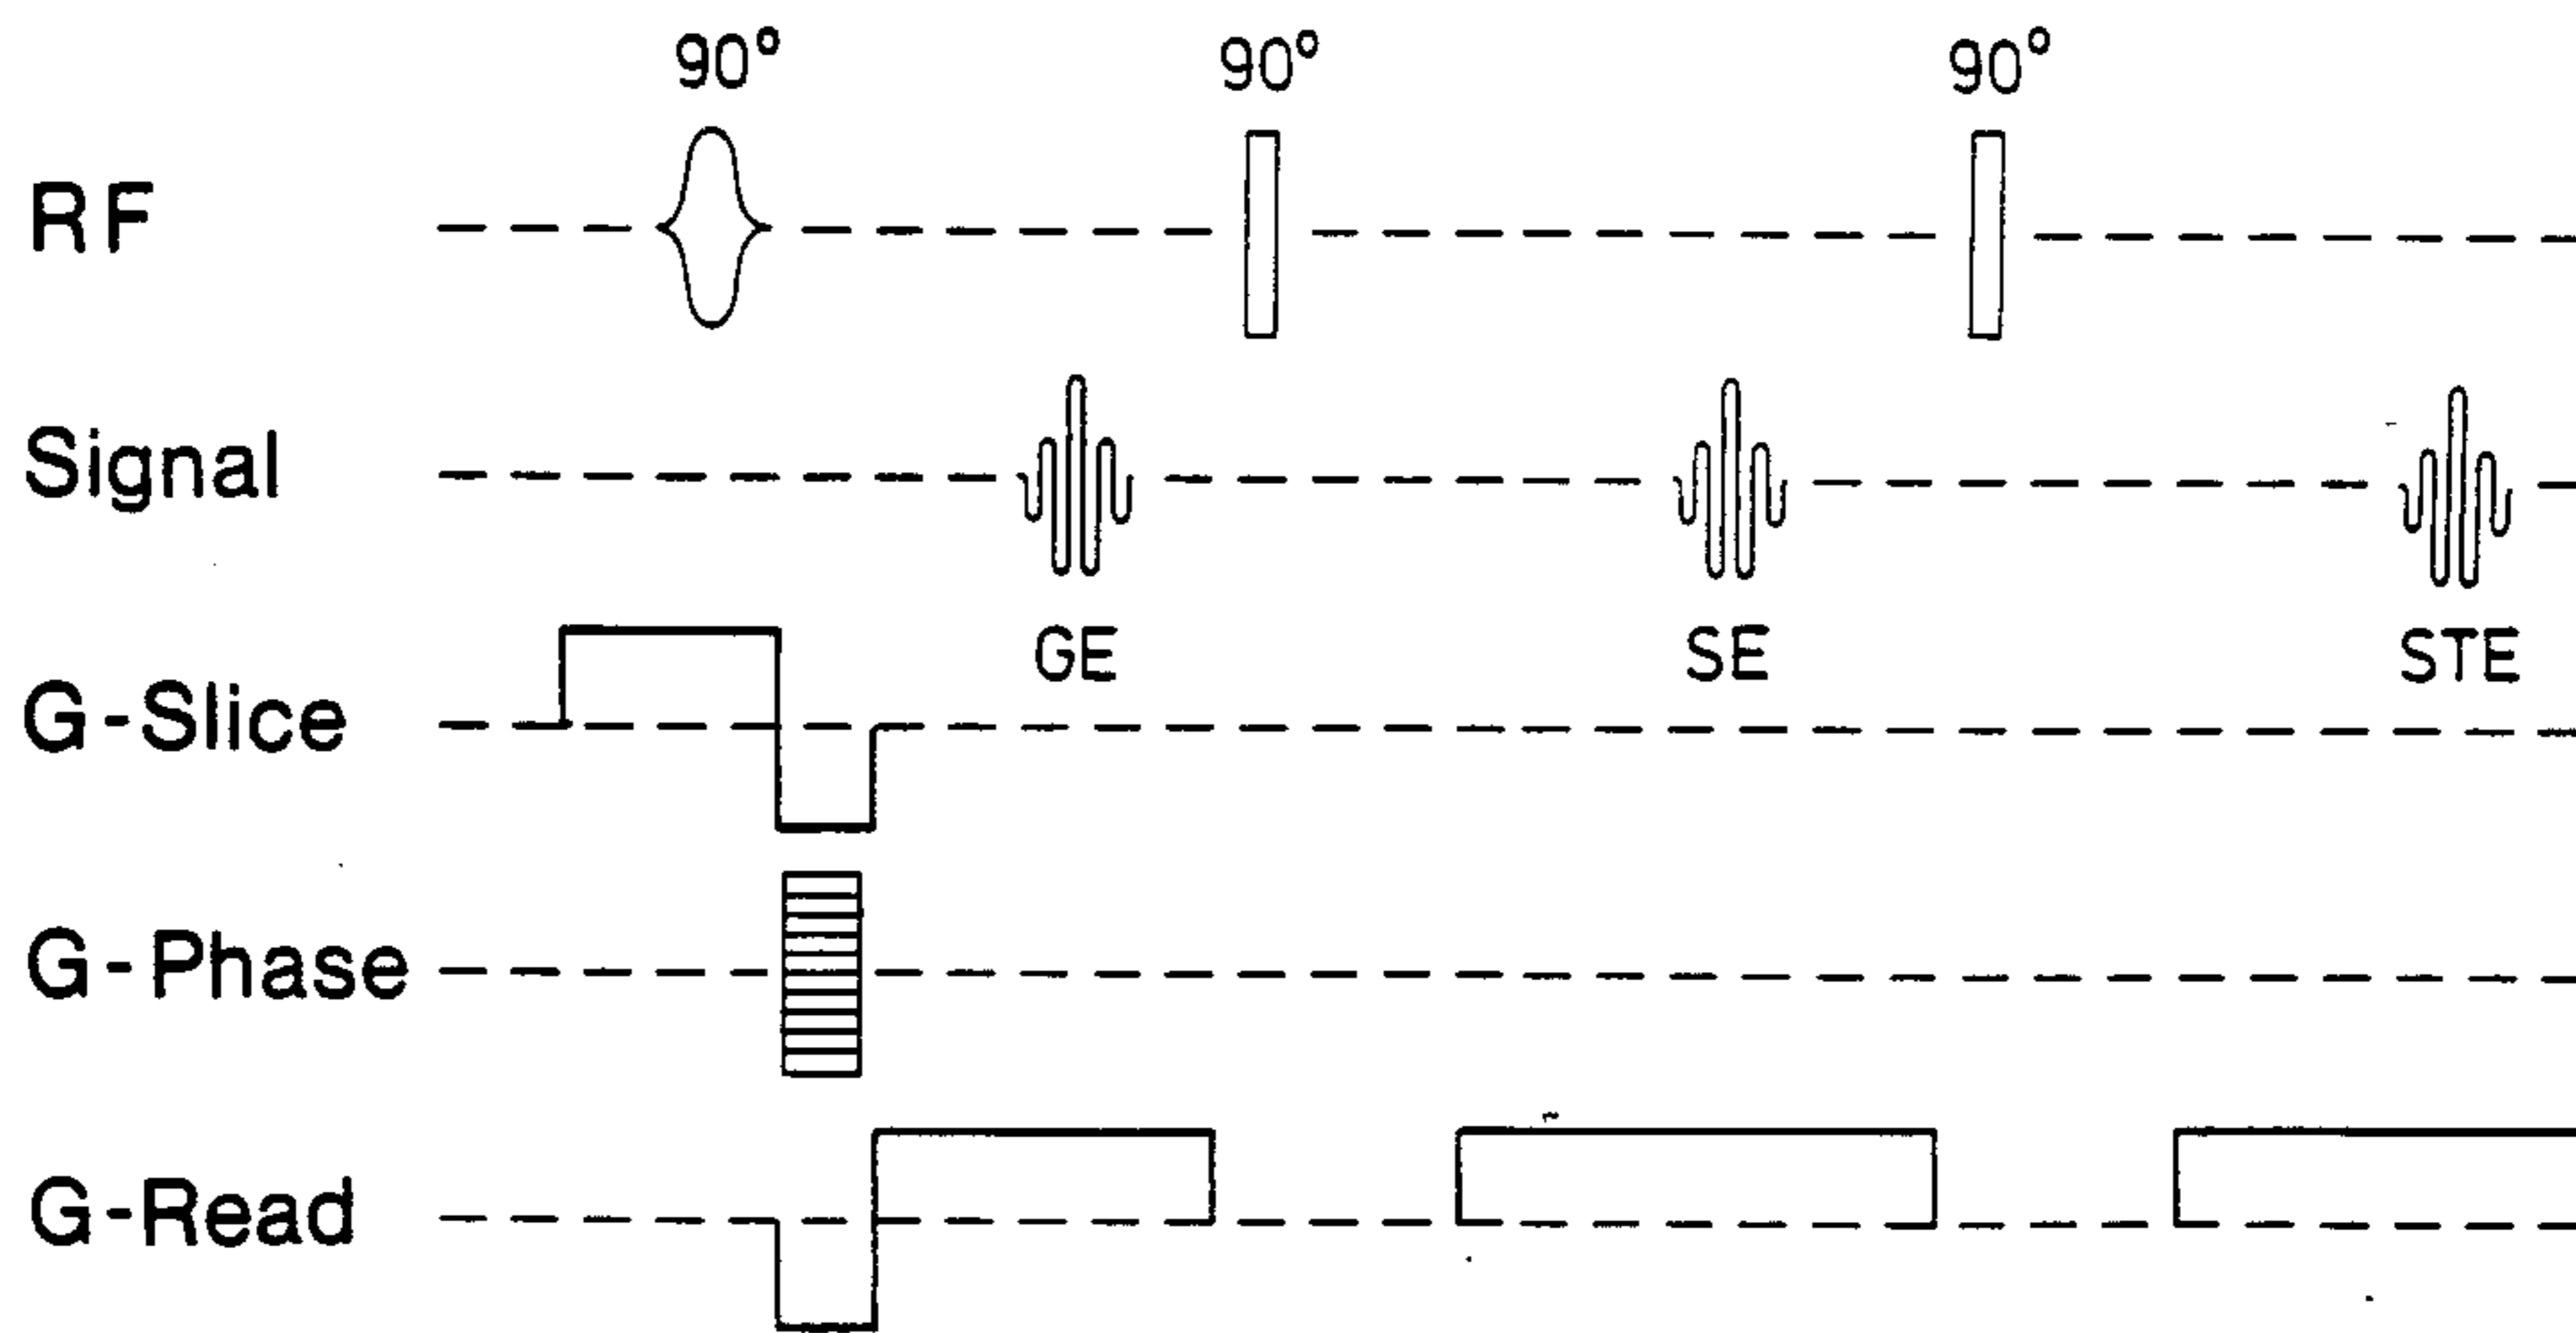 90° 90° 90°
RF
Signal
GE SE STE
G-Slice
G-Phase
G-Read